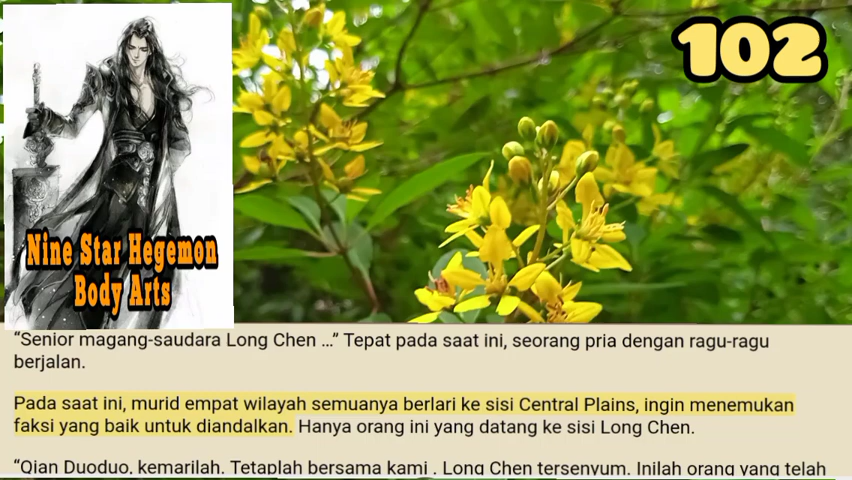 102
Nine Star Hegemon
Body Arts
“Senior magang-saudara Long Chen ...” Tepat pada saat ini, seorang pria dengan ragu-ragu
berjalan.
Pada saat ini, murid empat wilayah semuanya berlari ke sisi Central Plains, ingin menemukan
faksi yang baik untuk diandalkan. Hanya orang ini yang datang ke sisi Long Chen.
“Qian Duoduo, kemarilah. Tetaplah bersama kami . Long Chen tersenyum. Inilah orang yang telah